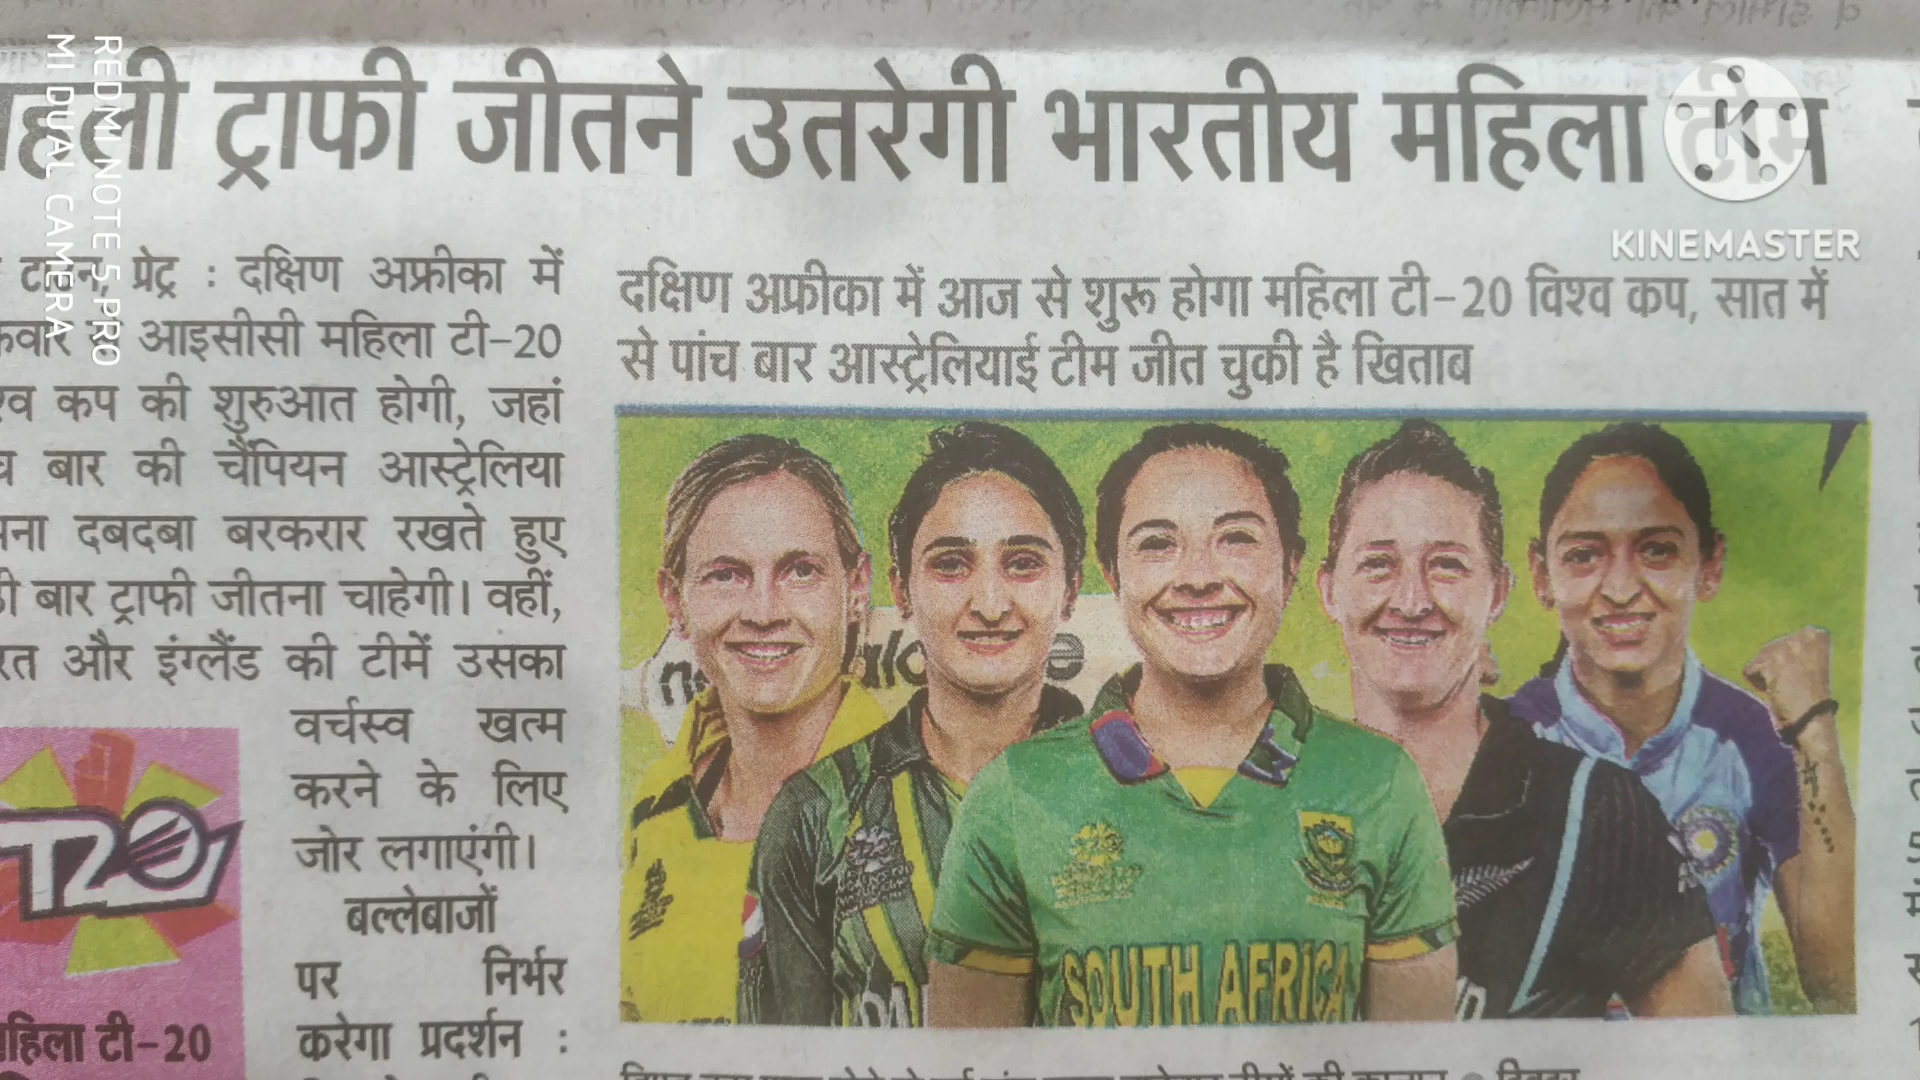 ट्राफी जीतने उतरेगी भारतीय महिला टीम
प्रेट्र : दक्षिण अफ्रीका में
आइसीसी महिला टी-20
कप की शुरुआत होगी, जहां
बार की चैंपियन आस्ट्रेलिया
दबदबा बरकरार रखते हुए
बार ट्राफी जीतना चाहेगी। वहीं,
और इंग्लैंड की टीमें उसका
वर्चस्व खत्म
करने के लिए
जोर लगाएंगी।
बल्लेबाजों
पर निर्भर
करेगा प्रदर्शन :
T20
टी-20
दक्षिण अफ्रीका में आज से शुरू होगा महिला टी-20 विश्व कप, सात में
से पांच बार आस्ट्रेलियाई टीम जीत चुकी है खिताब
SOUTH AFRICA
REDMI NOTE 5 PRO
MI DUAL CAMERA
K
KINEMASTER